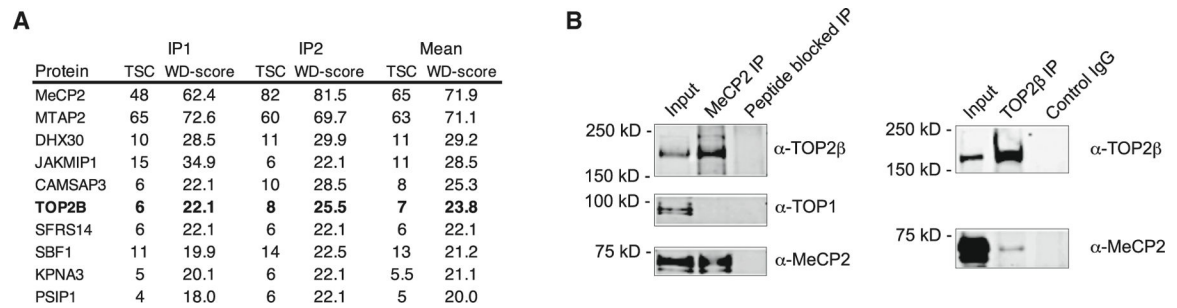 A
IP1 IP2 Mean
Protein TSC WD-score TSC WD-score TSC WD-score
MeCP2 48 62.4 82 81.5 65 71.9
MTAP2 65 72.6 60 69.7 63 71.1
DHX30 10 28.5 11 29.9 11 29.2
JAKMIP1 15 34.9 6 22.1 11 28.5
CAMSAP3 6 22.1 10 28.5 8 25.3
TOP2B 6 22.1 8 25.5 7 23.8
SFRS14 6 22.1 6 22.1 6 22.1
SBF1 11 19.9 14 22.5 13 21.2
KPNA3 5 20.1 6 22.1 5.5 21.1
PSIP1 4 18.0 6 22.1 5 20.0
B
Input MeCP2 IP Peptide blocked IP
250 kD -
α-TOP2β
150 kD -
100 kD -
α-TOP1
75 kD -
α-MeCP2
Input TOP2β IP Control IgG
250 kD -
α-TOP2β
150 kD -
75 kD -
α-MeCP2